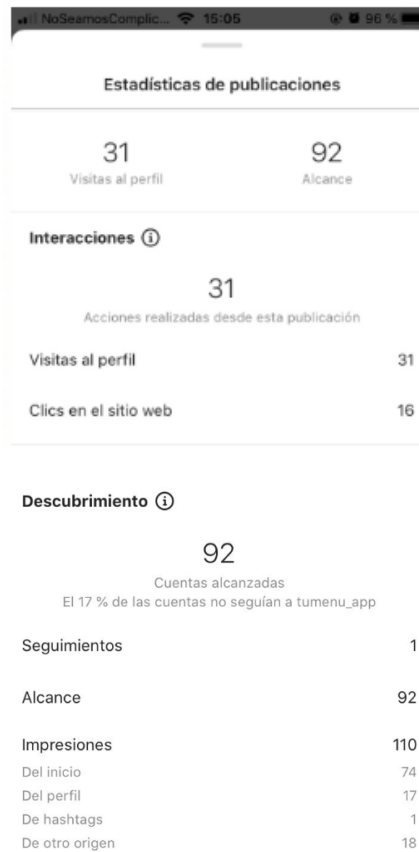 NoSeamosComplic... 15:05 96 %
Estadísticas de publicaciones
31 92
Visitas al perfil Alcance
Interacciones
31
Acciones realizadas desde esta publicación
Visitas al perfil 31
Clics en el sitio web 16
Descubrimiento
92
Cuentas alcanzadas
El 17 % de las cuentas no seguían a tumenu_app
Seguimientos 1
Alcance 92
Impresiones 110
Del inicio 74
Del perfil 17
De hashtags 1
De otro origen 18